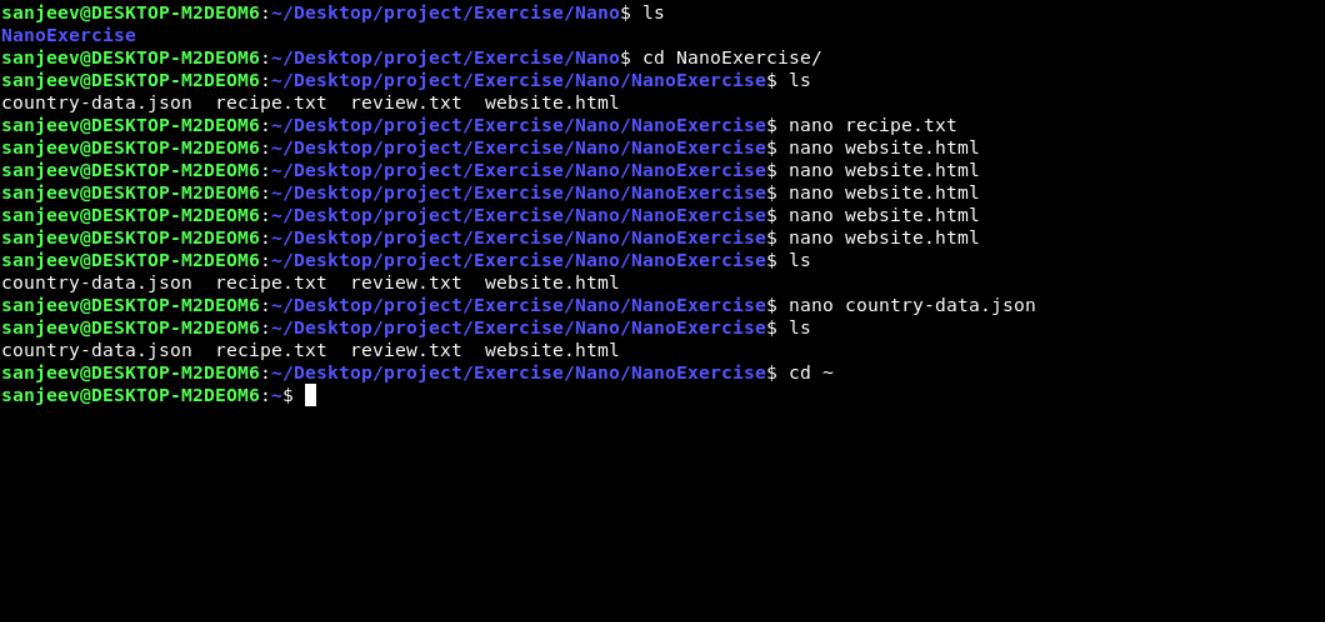 sanjeev@DESKTOP-M2DEOM6:~/Desktop/project/Exercise/Nano$ ls
NanoExercise
sanjeev@DESKTOP-M2DEOM6:~/Desktop/project/Exercise/Nano$ cd NanoExercise/
sanjeev@DESKTOP-M2DEOM6:~/Desktop/project/Exercise/Nano/NanoExercise$ ls
country-data.json  recipe.txt  review.txt  website.html
sanjeev@DESKTOP-M2DEOM6:~/Desktop/project/Exercise/Nano/NanoExercise$ nano recipe.txt
sanjeev@DESKTOP-M2DEOM6:~/Desktop/project/Exercise/Nano/NanoExercise$ nano website.html
sanjeev@DESKTOP-M2DEOM6:~/Desktop/project/Exercise/Nano/NanoExercise$ nano website.html
sanjeev@DESKTOP-M2DEOM6:~/Desktop/project/Exercise/Nano/NanoExercise$ nano website.html
sanjeev@DESKTOP-M2DEOM6:~/Desktop/project/Exercise/Nano/NanoExercise$ nano website.html
sanjeev@DESKTOP-M2DEOM6:~/Desktop/project/Exercise/Nano/NanoExercise$ nano website.html
sanjeev@DESKTOP-M2DEOM6:~/Desktop/project/Exercise/Nano/NanoExercise$ ls
country-data.json  recipe.txt  review.txt  website.html
sanjeev@DESKTOP-M2DEOM6:~/Desktop/project/Exercise/Nano/NanoExercise$ nano country-data.json
sanjeev@DESKTOP-M2DEOM6:~/Desktop/project/Exercise/Nano/NanoExercise$ ls
country-data.json  recipe.txt  review.txt  website.html
sanjeev@DESKTOP-M2DEOM6:~/Desktop/project/Exercise/Nano/NanoExercise$ cd ~
sanjeev@DESKTOP-M2DEOM6:~$